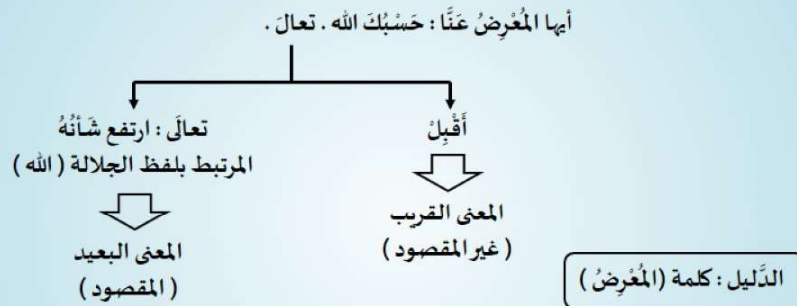 أيها المُعْرِضُ عَنَّا : حَسْبُكَ الله . تعالَ .
أَقْبِلْ
المعنى القريب
( غير المقصود )
تعالَى : ارتفع شَأنُهُ
المرتبط بلفظ الجلالة ( الله )
المعنى البعيد
( المقصود )
الدَّليل : كلمة (المُعْرِضُ )